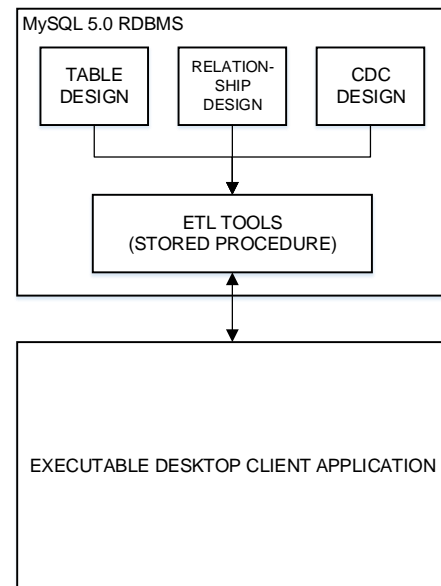 MySQL 5.0 RDBMS
TABLE
DESIGN
RELATION-
SHIP
DESIGN
CDC
DESIGN
ETL TOOLS
(STORED PROCEDURE)
EXECUTABLE DESKTOP CLIENT APPLICATION